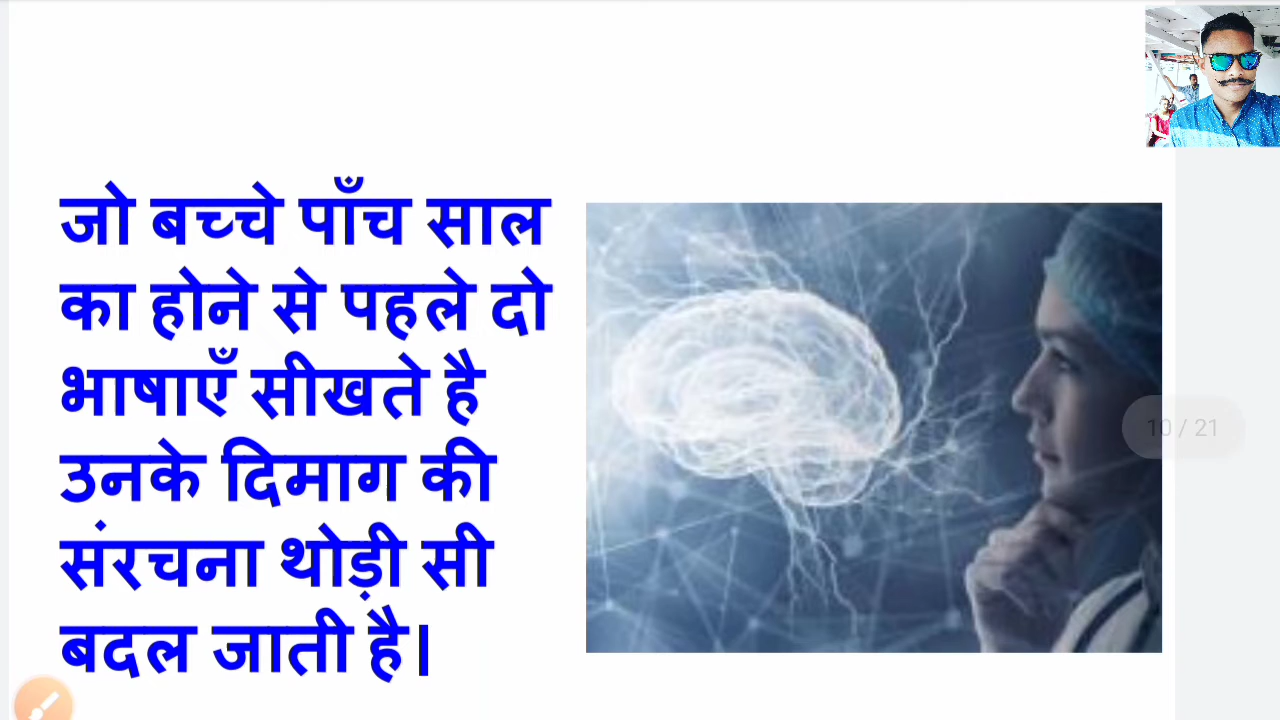 जो बच्चे पाँच साल
का होने से पहले दो
भाषाएँ सीखते है
उनके दिमाग की
संरचना थोड़ी सी
बदल जाती है।
10 / 21